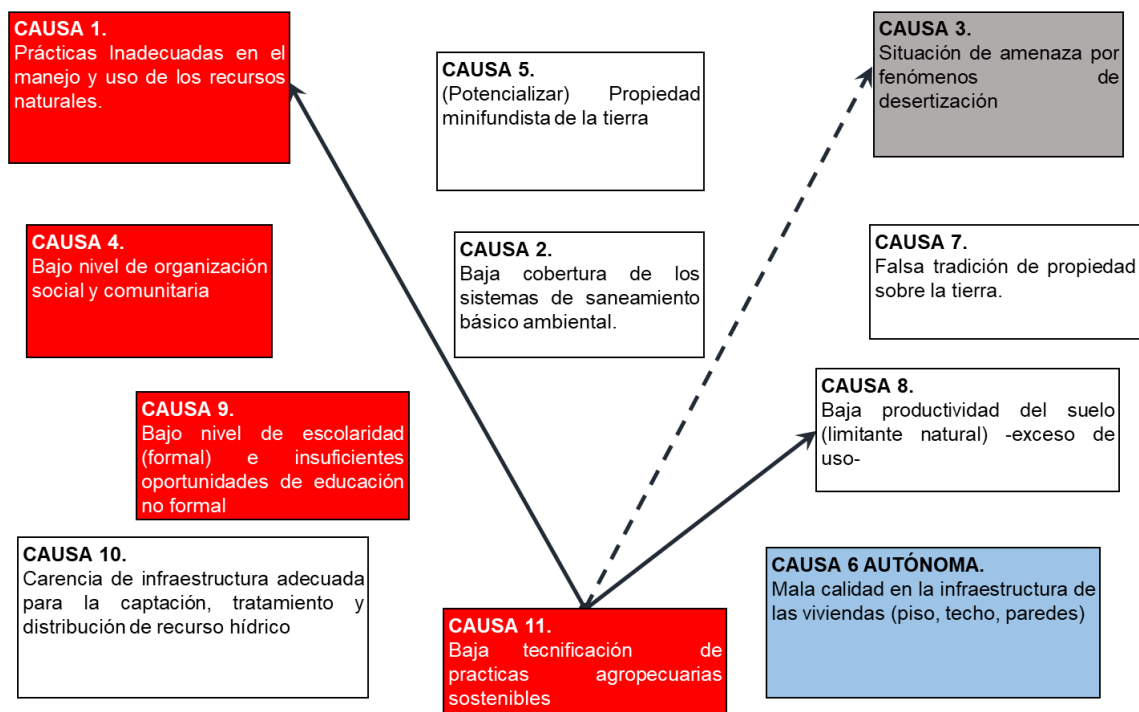 CAUSA 1.
Prácticas Inadecuadas en el
manejo y uso de los recursos
naturales.
CAUSA 5.
(Potencializar) Propiedad
minifundista de la tierra
CAUSA 3.
Situación de amenaza por
fenómenos de
desertización
CAUSA 4.
Bajo nivel de organización
social y comunitaria
CAUSA 2.
Baja cobertura de los
sistemas de saneamiento
básico ambiental.
CAUSA 7.
Falsa tradición de propiedad
sobre la tierra.
CAUSA 9.
Bajo nivel de escolaridad
(formal) e insuficientes
oportunidades de educación
no formal
CAUSA 8.
Baja productividad del suelo
(limitante natural) -exceso de
uso-
CAUSA 10.
Carencia de infraestructura adecuada
para la captación, tratamiento y
distribución de recurso hídrico
CAUSA 11.
Baja tecnificación de
practicas agropecuarias
sostenibles
CAUSA 6 AUTÓNOMA.
Mala calidad en la infraestructura de
las viviendas (piso, techo, paredes)